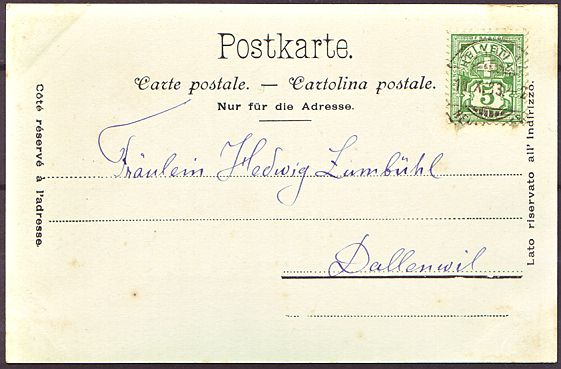 Postkarte.
Carte postale. — Cartolina postale.
Nur für die Adresse.
Côté réservé à l'adresse.
Lato riservato all' Indirizzo.
HELVETIA
5
Fräulein Hedwig Zumbühl
Dallenwil